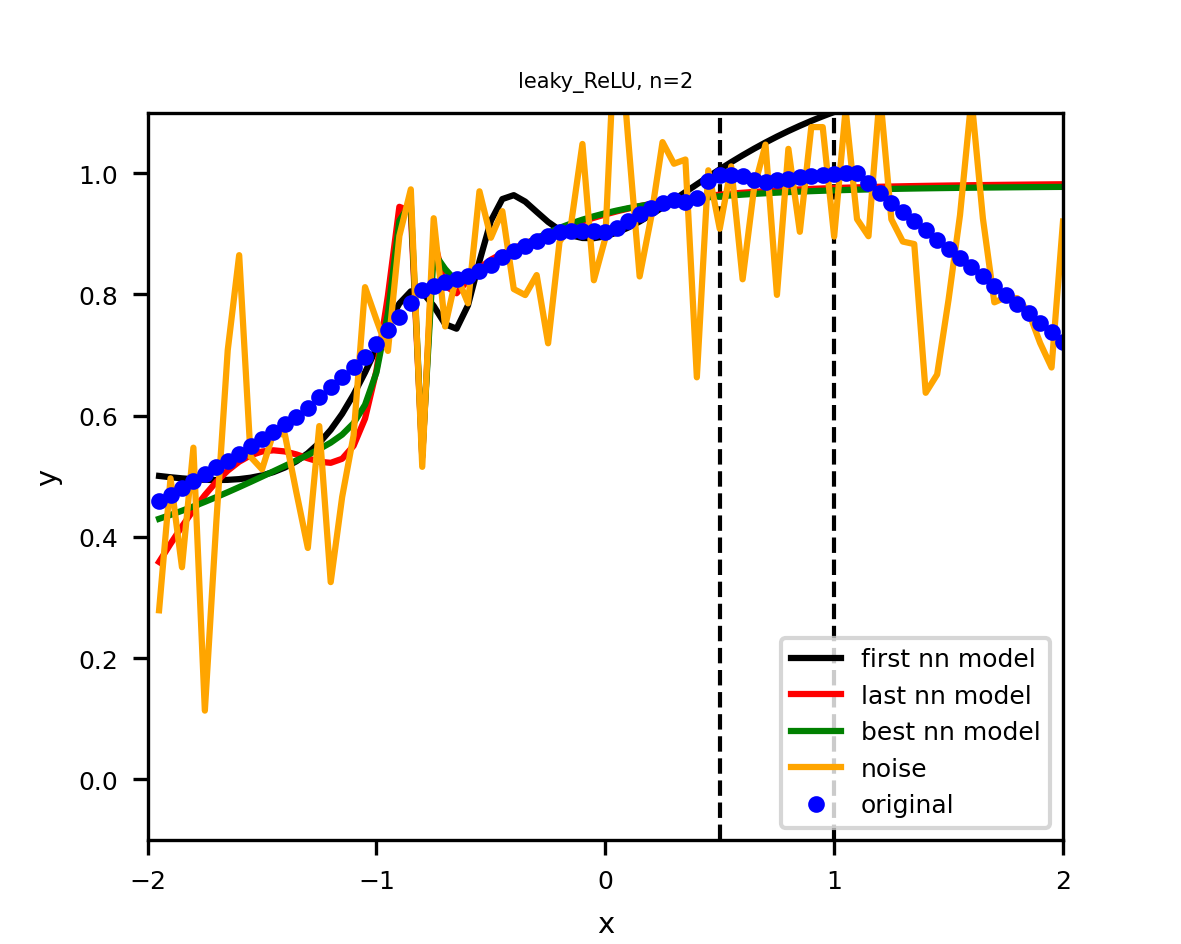 leaky_ReLU, n=2
1.0
0.8
0.6
0.4
0.2
0.0
y
first nn model
last nn model
best nn model
noise
original
−2
−1
0
1
2
x